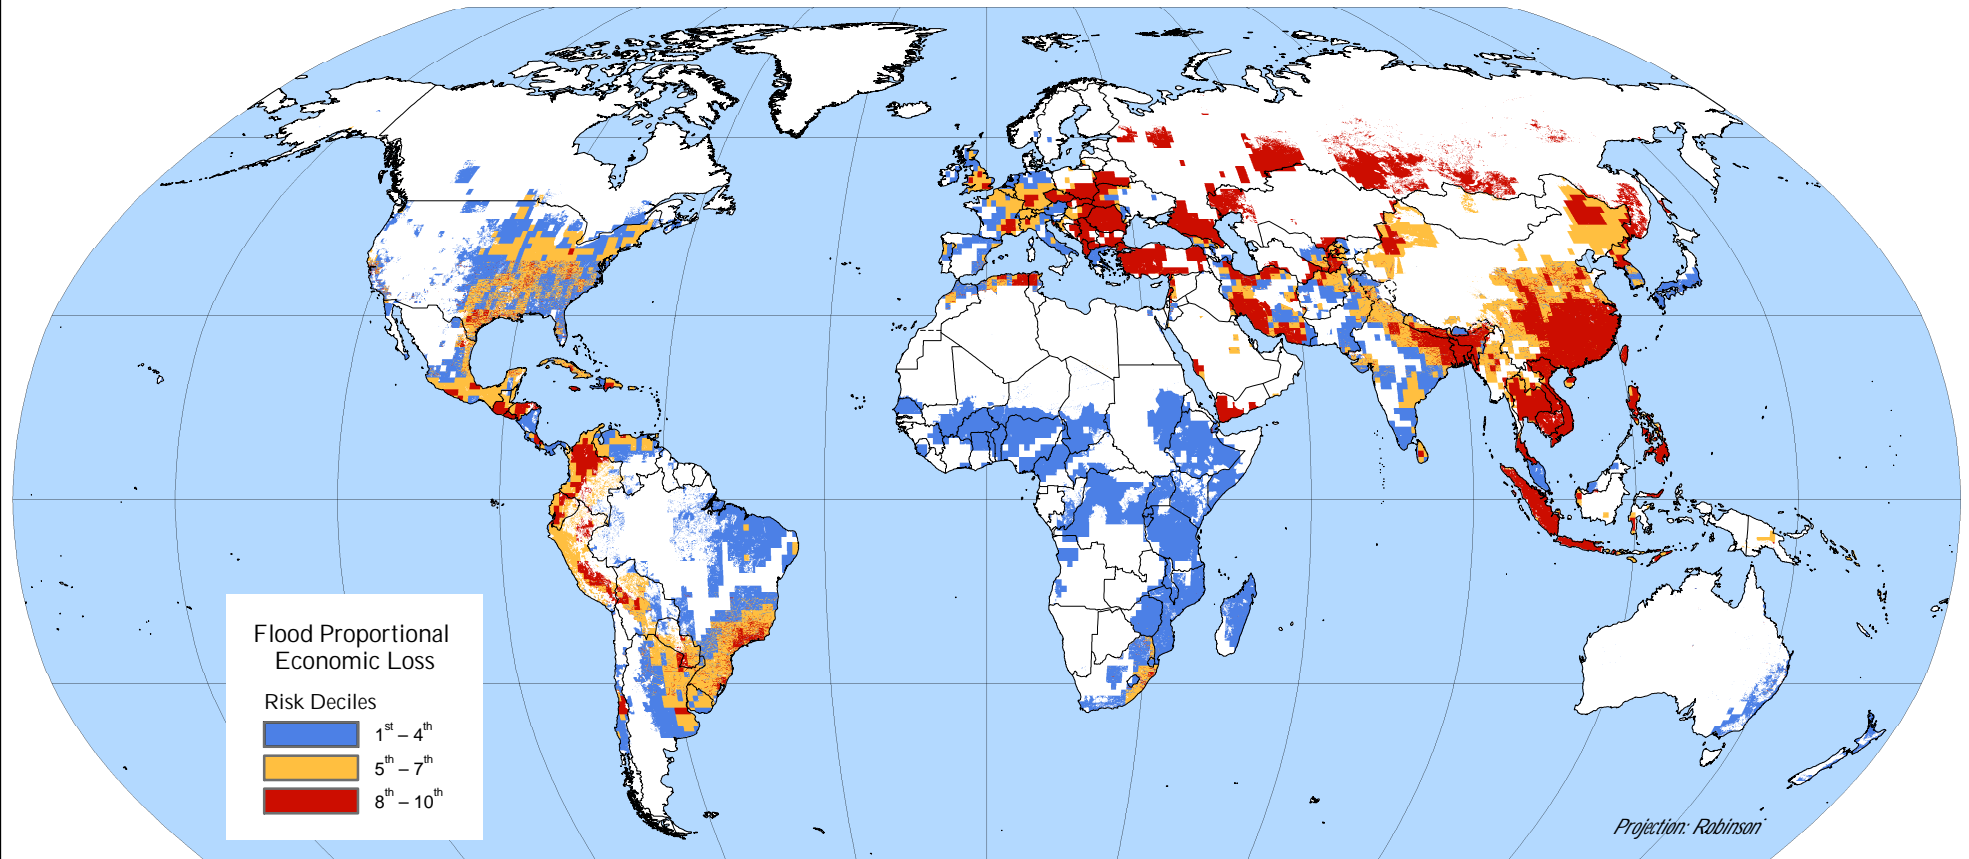 Flood Proportional
Economic Loss
Risk Deciles
1st – 4th
5th – 7th
8th – 10th
Projection: Robinson